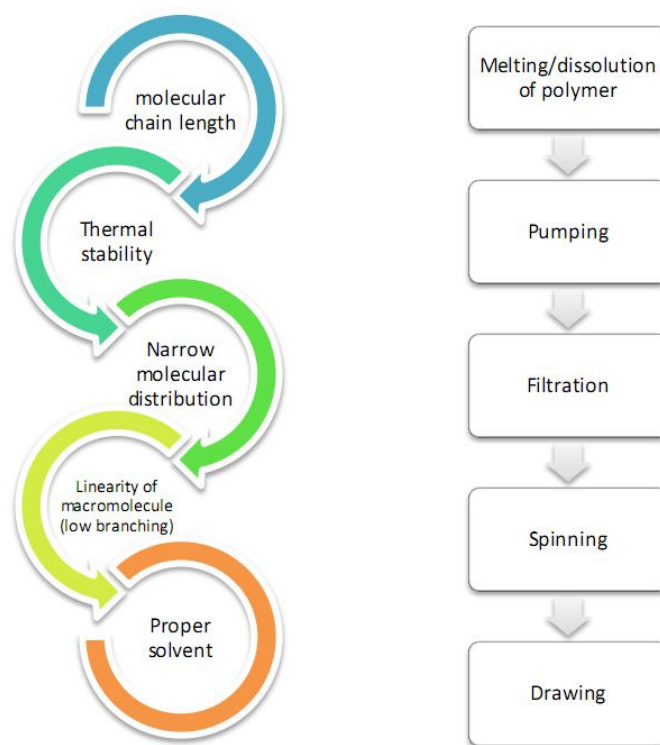 molecular
chain length
Thermal
stability
Narrow
molecular
distribution
Linearity of
macromolecule
(low branching)
Proper
solvent
Melting/dissolution
of polymer
Pumping
Filtration
Spinning
Drawing